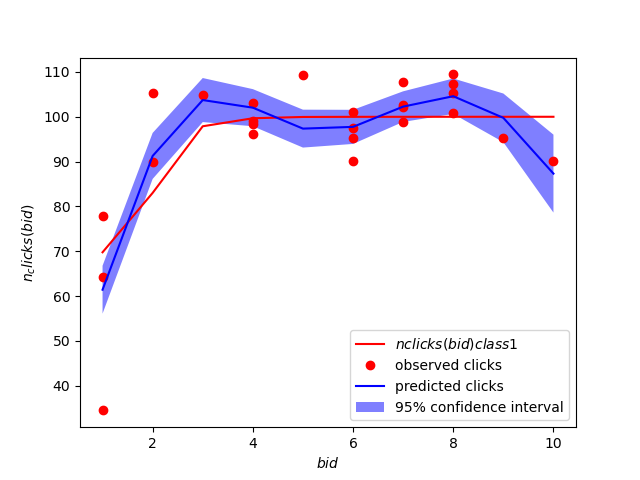 110
100
90
80
70
60
50
40
n_clicks(bid)
nclicks(bid)class1
observed clicks
predicted clicks
95% confidence interval
2
4
6
8
10
bid